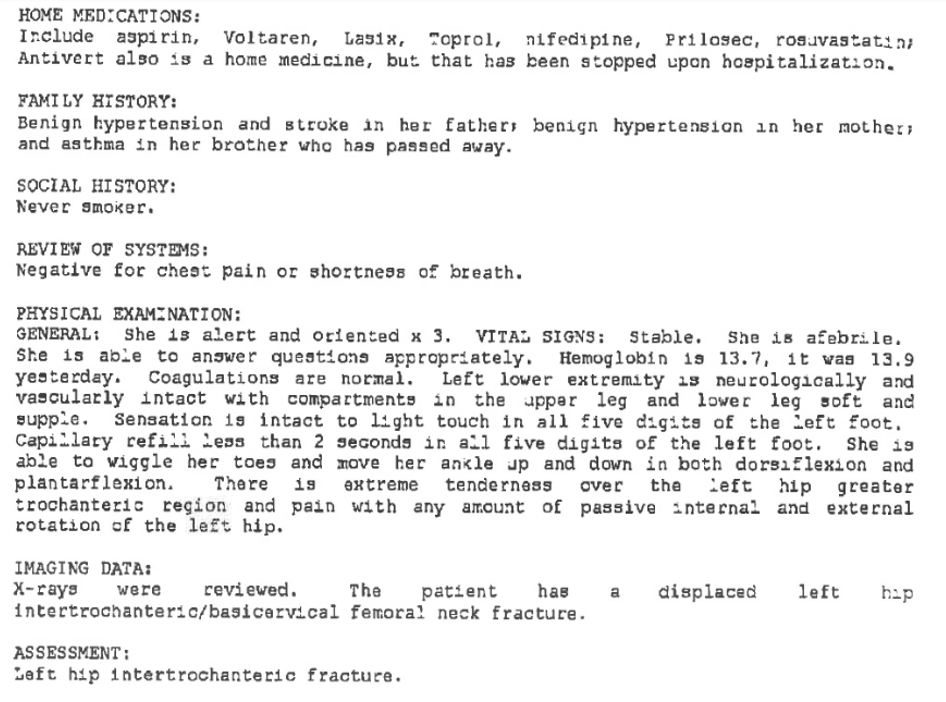 HOME MEDICATIONS:
Include aspirin, Voltaren, Lasix, Toprol, nifedipine, Prilosec, rosuvastatin;
Antivert also is a home medicine, but that has been stopped upon hospitalization.
FAMILY HISTORY:
Benign hypertension and stroke in her father; benign hypertension in her mother;
and asthma in her brother who has passed away.
SOCIAL HISTORY:
Never smoker.
REVIEW OF SYSTEMS:
Negative for chest pain or shortness of breath.
PHYSICAL EXAMINATION:
GENERAL: She is alert and oriented x 3. VITAL SIGNS: Stable. She is afebrile.
She is able to answer questions appropriately. Hemoglobin is 13.7, it was 13.9
yesterday. Coagulations are normal. Left lower extremity is neurologically and
vascularly intact with compartments in the upper leg and lower leg soft and
supple. Sensation is intact to light touch in all five digits of the left foot.
Capillary refill less than 2 seconds in all five digits of the left foot. She is
able to wiggle her toes and move her ankle up and down in both dorsiflexion and
plantarflexion. There is extreme tenderness over the left hip greater
trochanteric region and pain with any amount of passive internal and external
rotation of the left hip.
IMAGING DATA:
X-rays were reviewed. The patient has a displaced left hip
intertrochanteric/basicervical femoral neck fracture.
ASSESSMENT:
Left hip intertrochanteric fracture.